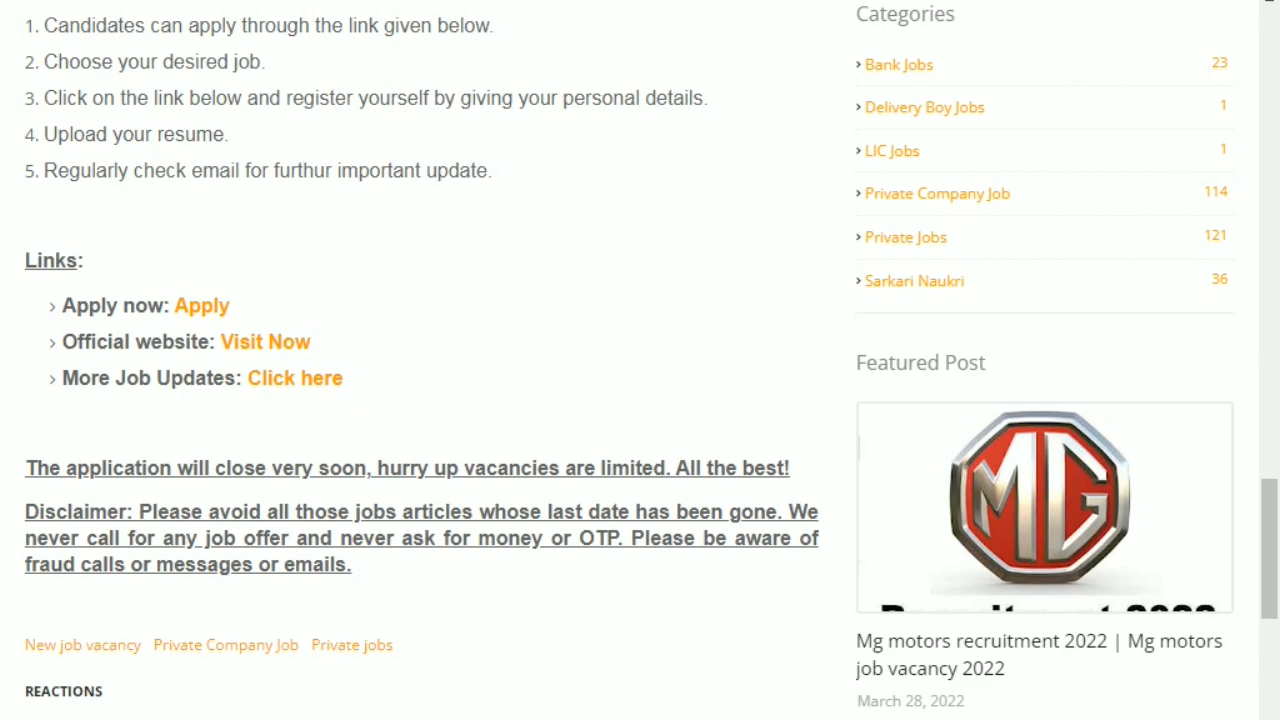 1. Candidates can apply through the link given below.
2. Choose your desired job.
3. Click on the link below and register yourself by giving your personal details.
4. Upload your resume.
5. Regularly check email for furthur important update.
Links:
› Apply now: Apply
› Official website: Visit Now
› More Job Updates: Click here
The application will close very soon, hurry up vacancies are limited. All the best!
Disclaimer: Please avoid all those jobs articles whose last date has been gone. We
never call for any job offer and never ask for money or OTP. Please be aware of
fraud calls or messages or emails.
New job vacancy Private Company Job Private jobs
REACTIONS
Categories
› Bank Jobs 23
› Delivery Boy Jobs 1
› LIC Jobs 1
› Private Company Job 114
› Private Jobs 121
› Sarkari Naukri 36
Featured Post
MG
Recruitment 2022
Mg motors recruitment 2022 | Mg motors
job vacancy 2022
March 28, 2022